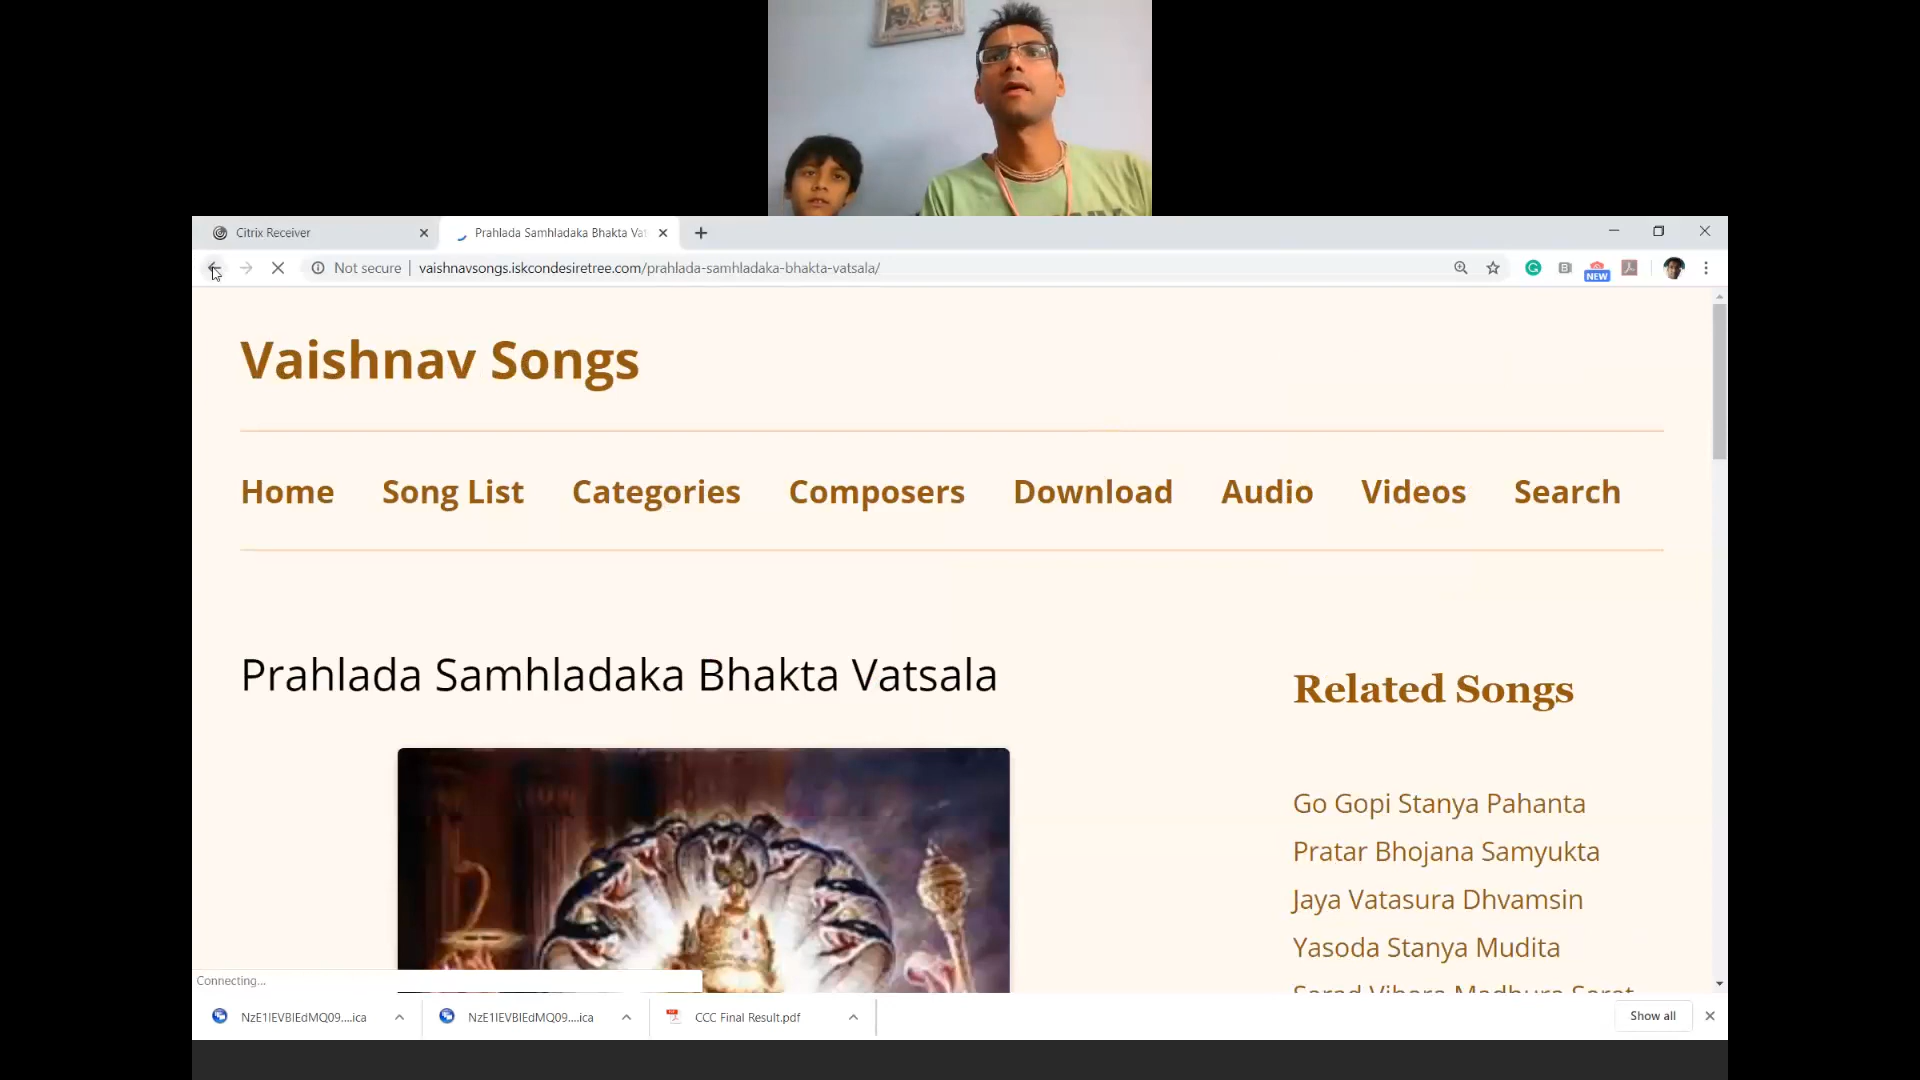 Citrix Receiver
Prahlada Samhladaka Bhakta Vat
Not secure
vaishnavsongs.iskcondesiretree.com/prahlada-samhladaka-bhakta-vatsala/
NEW
Vaishnav Songs
Home Song List Categories Composers Download Audio Videos Search
Prahlada Samhladaka Bhakta Vatsala
Related Songs
Go Gopi Stanya Pahanta
Pratar Bhojana Samyukta
Jaya Vatasura Dhvamsin
Yasoda Stanya Mudita
Connecting...
NzE1IEVBIEdMQ09....ica
NzE1IEVBIEdMQ09....ica
CCC Final Result.pdf
Show all